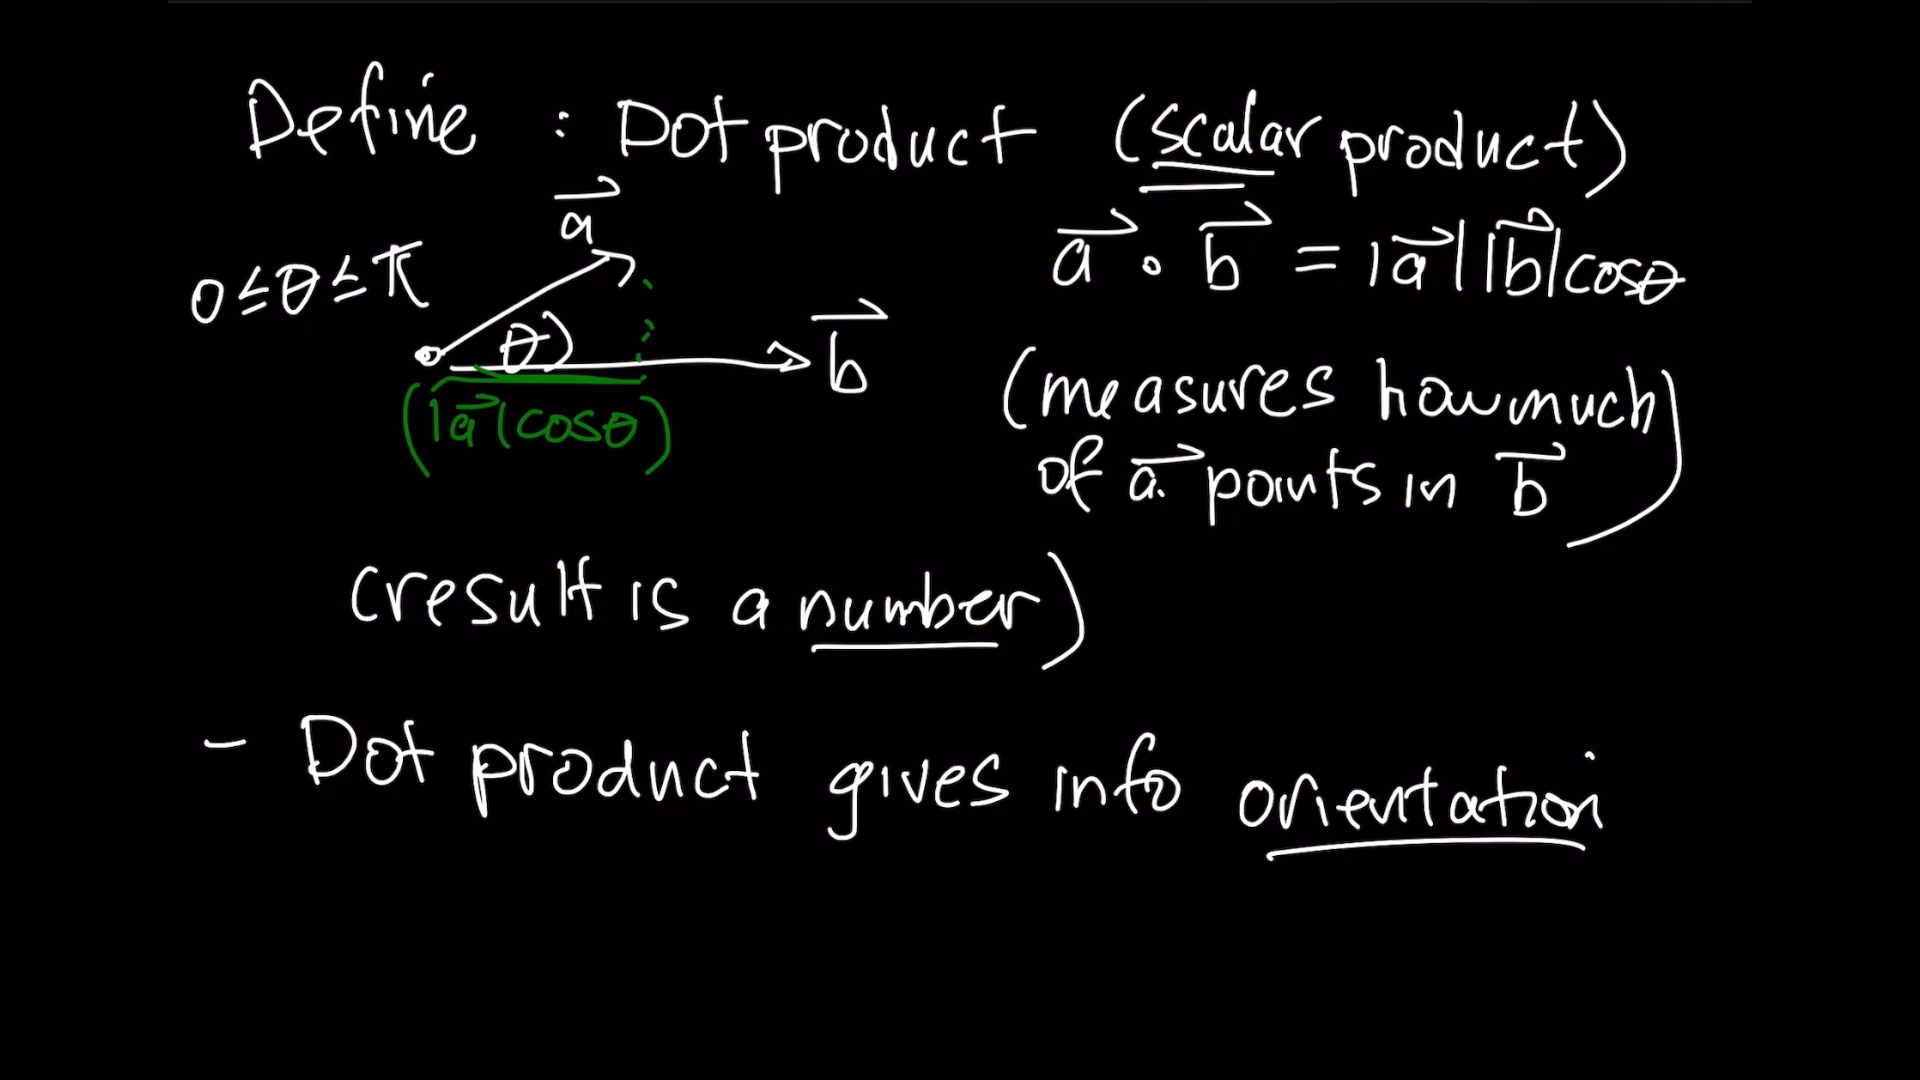 Define : Dot product (scalar product)
a⃗
0≤θ≤π
θ
b⃗
(|a⃗|cosθ)
a⃗ • b⃗ = |a⃗||b⃗|cosθ
(measures how much
of a⃗ points in b⃗)
(result is a number)
- Dot product gives info orientation